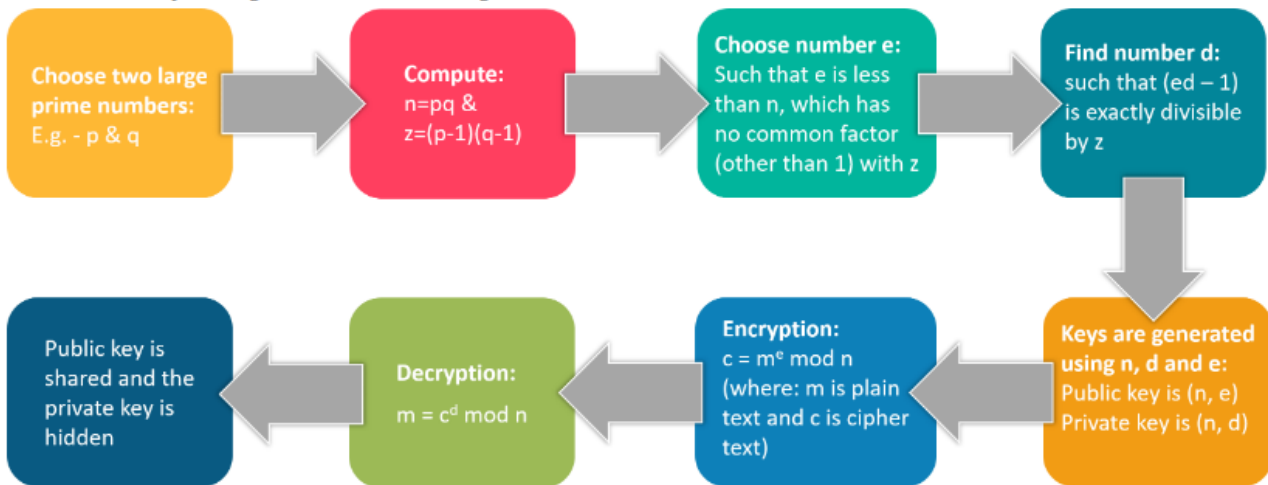 Choose two large
prime numbers:
E.g. - p & q
Compute:
n=pq &
z=(p-1)(q-1)
Choose number e:
Such that e is less
than n, which has
no common factor
(other than 1) with z
Find number d:
such that (ed – 1)
is exactly divisible
by z
Keys are generated
using n, d and e:
Public key is (n, e)
Private key is (n, d)
Encryption:
c = mᵉ mod n
(where: m is plain
text and c is cipher
text)
Decryption:
m = cᵈ mod n
Public key is
shared and the
private key is
hidden